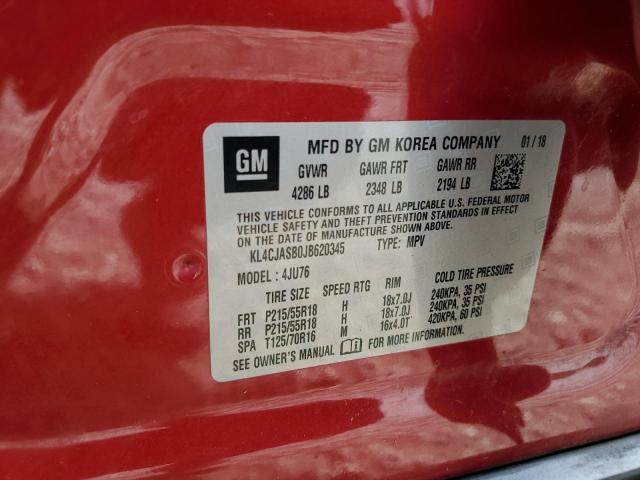 GM
MFD BY GM KOREA COMPANY 01/18
GVWR GAWR FRT GAWR RR
4286 LB 2348 LB 2194 LB
THIS VEHICLE CONFORMS TO ALL APPLICABLE U.S. FEDERAL MOTOR
VEHICLE SAFETY AND THEFT PREVENTION STANDARDS IN EFFECT
ON THE DATE OF MANUFACTURE SHOWN ABOVE.
KL4CJASB0JB620345 TYPE: MPV
MODEL: 4JU76
TIRE SIZE SPEED RTG RIM COLD TIRE PRESSURE
FRT P215/55R18 H 18x7.0J 240KPA, 35 PSI
RR P215/55R18 H 18x7.0J 240KPA, 35 PSI
SPA T125/70R16 M 16x4.0T 420KPA, 60 PSI
SEE OWNER'S MANUAL FOR MORE INFORMATION.